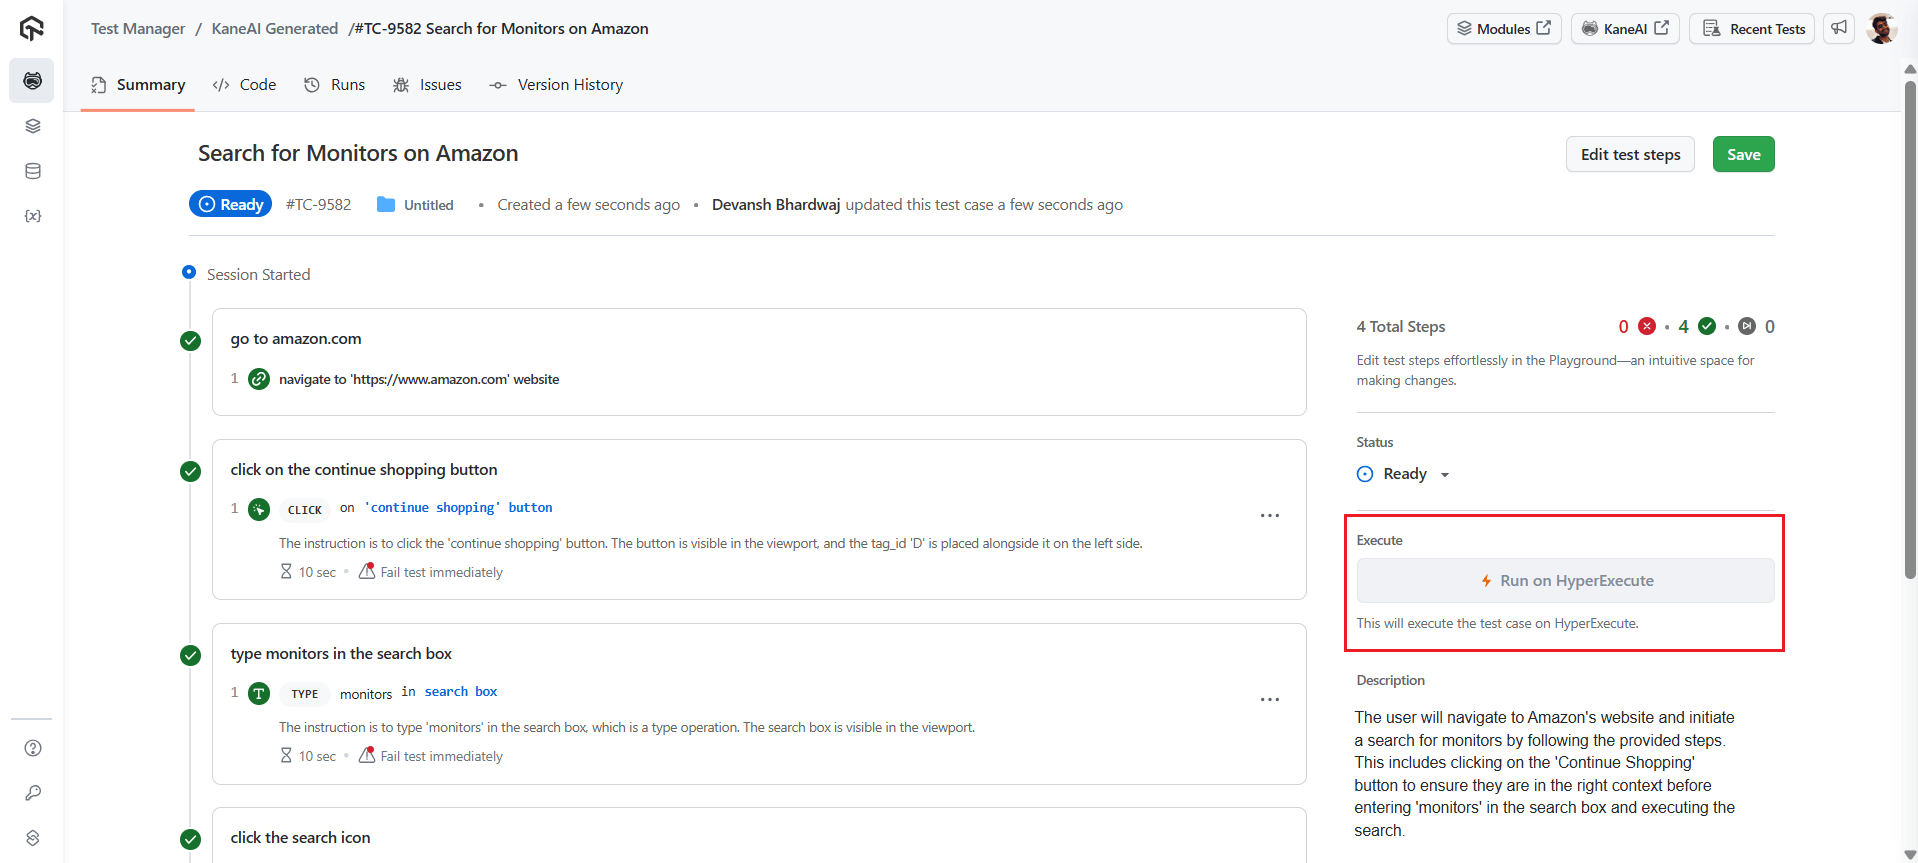 Test Manager / KaneAI Generated /#TC-9582 Search for Monitors on Amazon
Modules
KaneAI
Recent Tests
Summary
Code
Runs
Issues
Version History
Search for Monitors on Amazon
Edit test steps
Save
Ready
#TC-9582
Untitled
• Created a few seconds ago • Devansh Bhardwaj updated this test case a few seconds ago
Session Started
go to amazon.com
1 navigate to 'https://www.amazon.com' website
click on the continue shopping button
1 CLICK on 'continue shopping' button
The instruction is to click the 'continue shopping' button. The button is visible in the viewport, and the tag_id 'D' is placed alongside it on the left side.
10 sec • Fail test immediately
type monitors in the search box
1 TYPE monitors in search box
The instruction is to type 'monitors' in the search box, which is a type operation. The search box is visible in the viewport.
10 sec • Fail test immediately
click the search icon
4 Total Steps
0 • 4 • 0
Edit test steps effortlessly in the Playground—an intuitive space for
making changes.
Status
Ready
Execute
Run on HyperExecute
This will execute the test case on HyperExecute.
Description
The user will navigate to Amazon's website and initiate
a search for monitors by following the provided steps.
This includes clicking on the 'Continue Shopping'
button to ensure they are in the right context before
entering 'monitors' in the search box and executing the
search.